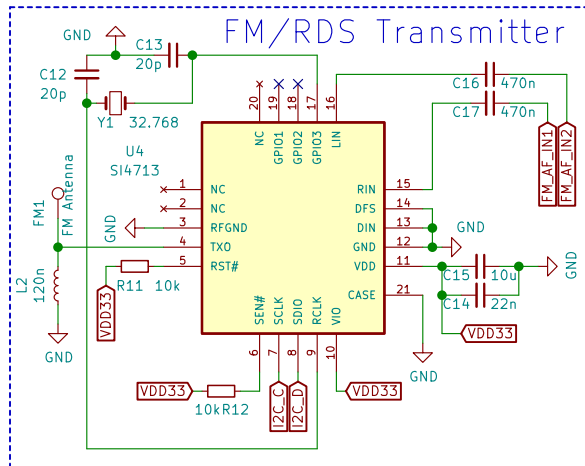 FM/RDS Transmitter
GND
C13
20p
C12
20p
Y1 32.768
C16 470n
C17 470n
20 19 18 17 16
NC GPIO1 GPIO2 GPIO3 LIN
FM_AF_IN1
FM_AF_IN2
U4
SI4713
1 NC
2 NC
3 RFGND
4 TXO
5 RST#
RIN 15
DFS 14
DIN 13
GND 12
VDD 11
CASE 21
FM1
FM Antenna
GND
GND
L2
120n
GND
R11 10k
VDD33
C15 10u
C14 22n
GND
VDD33
GND
SEN# SCLK SDIO RCLK VIO
6 7 8 9 10
VDD33
10kR12
I2C_C
I2C_D
VDD33